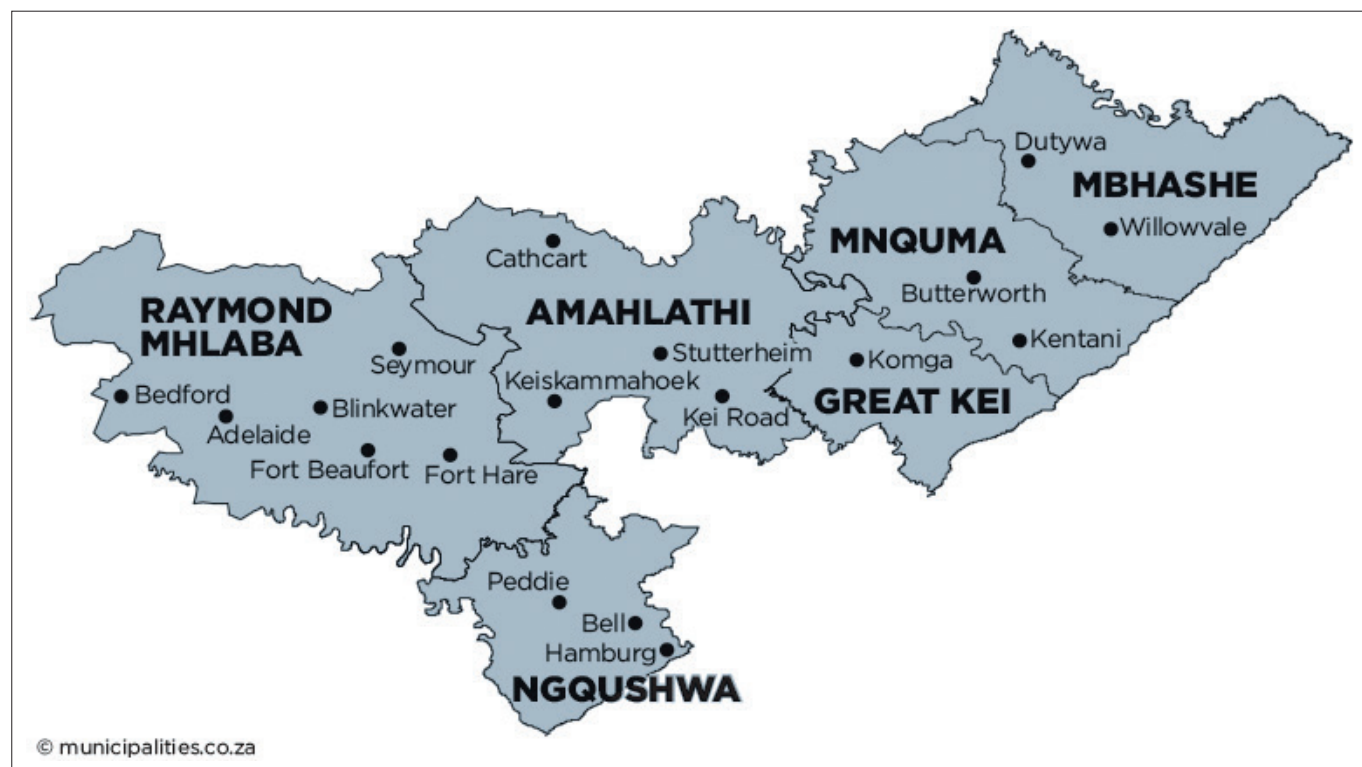 Dutywa
MBHASHE
Willowvale
MNQUMA
Butterworth
Kentani
Cathcart
AMAHLATHI
Stutterheim
Keiskammahoek
Kei Road
Komga
GREAT KEI
RAYMOND
MHLABA
Seymour
Bedford
Blinkwater
Adelaide
Fort Beaufort
Fort Hare
Peddie
Bell
Hamburg
NGQUSHWA
© municipalities.co.za